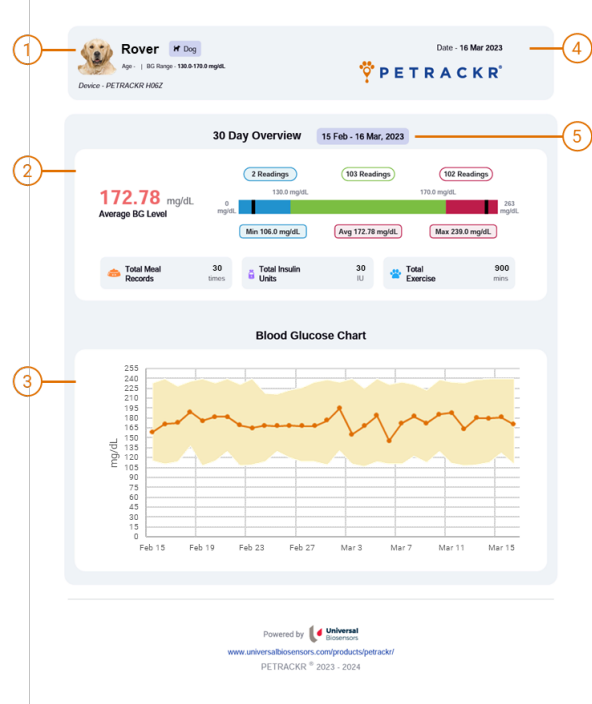 1
Rover
Dog
Age - | BG Range - 130.0-170.0 mg/dL
Device - PETRACKR H06Z
Date - 16 Mar 2023
4
PETRACKR®
30 Day Overview
15 Feb - 16 Mar, 2023
5
2
2 Readings
103 Readings
102 Readings
130.0 mg/dL
170.0 mg/dL
172.78 mg/dL
Average BG Level
0
mg/dL
263
mg/dL
Min 106.0 mg/dL
Avg 172.78 mg/dL
Max 239.0 mg/dL
Total Meal
Records
30
times
Total Insulin
Units
30
IU
Total
Exercise
900
mins
Blood Glucose Chart
3
mg/dL
255
240
225
210
195
180
165
150
135
120
105
90
75
60
45
30
15
0
Feb 15
Feb 19
Feb 23
Feb 27
Mar 3
Mar 7
Mar 11
Mar 15
Powered by
Universal
Biosensors
www.universalbiosensors.com/products/petrackr/
PETRACKR ® 2023 - 2024